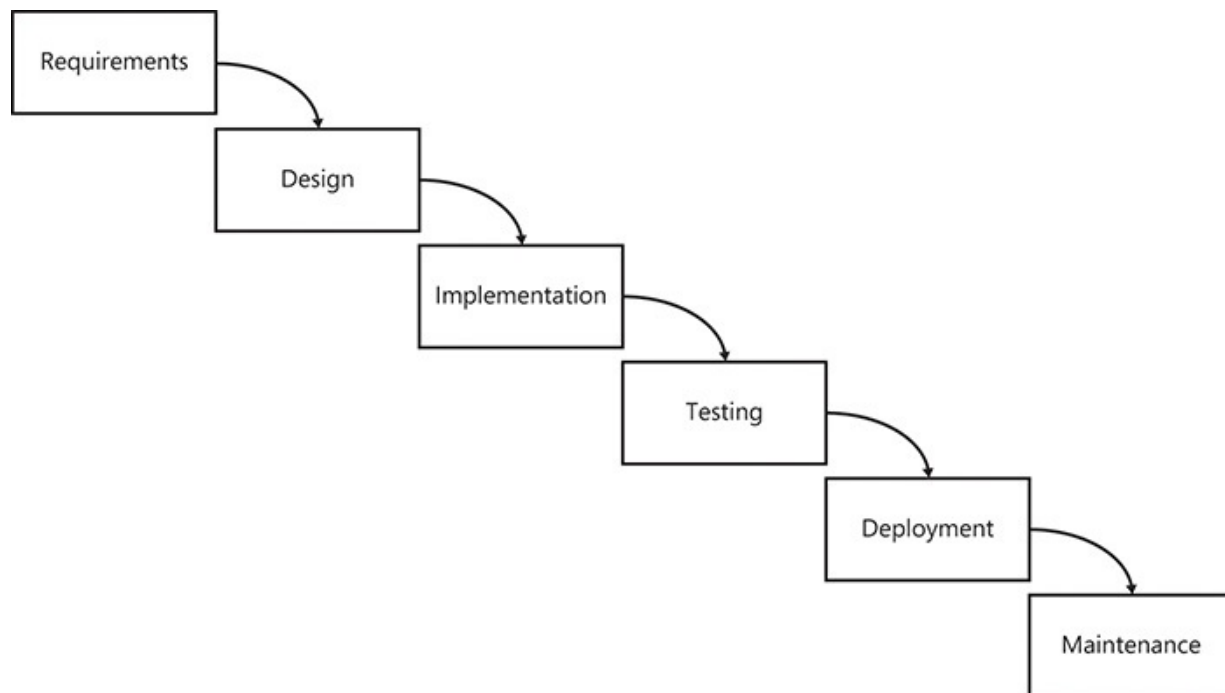 Requirements
Design
Implementation
Testing
Deployment
Maintenance